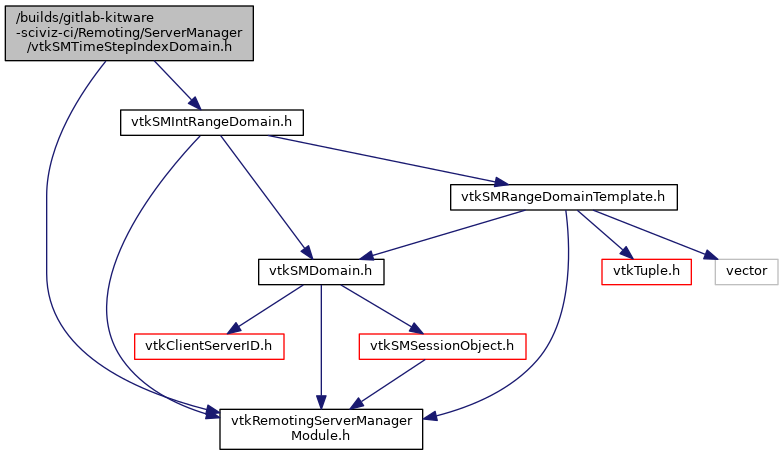 /builds/gitlab-kitware
-sciviz-ci/Remoting/ServerManager
/vtkSMTimeStepIndexDomain.h
vtkSMIntRangeDomain.h
vtkSMRangeDomainTemplate.h
vtkSMDomain.h
vtkTuple.h
vector
vtkClientServerID.h
vtkSMSessionObject.h
vtkRemotingServerManager
Module.h